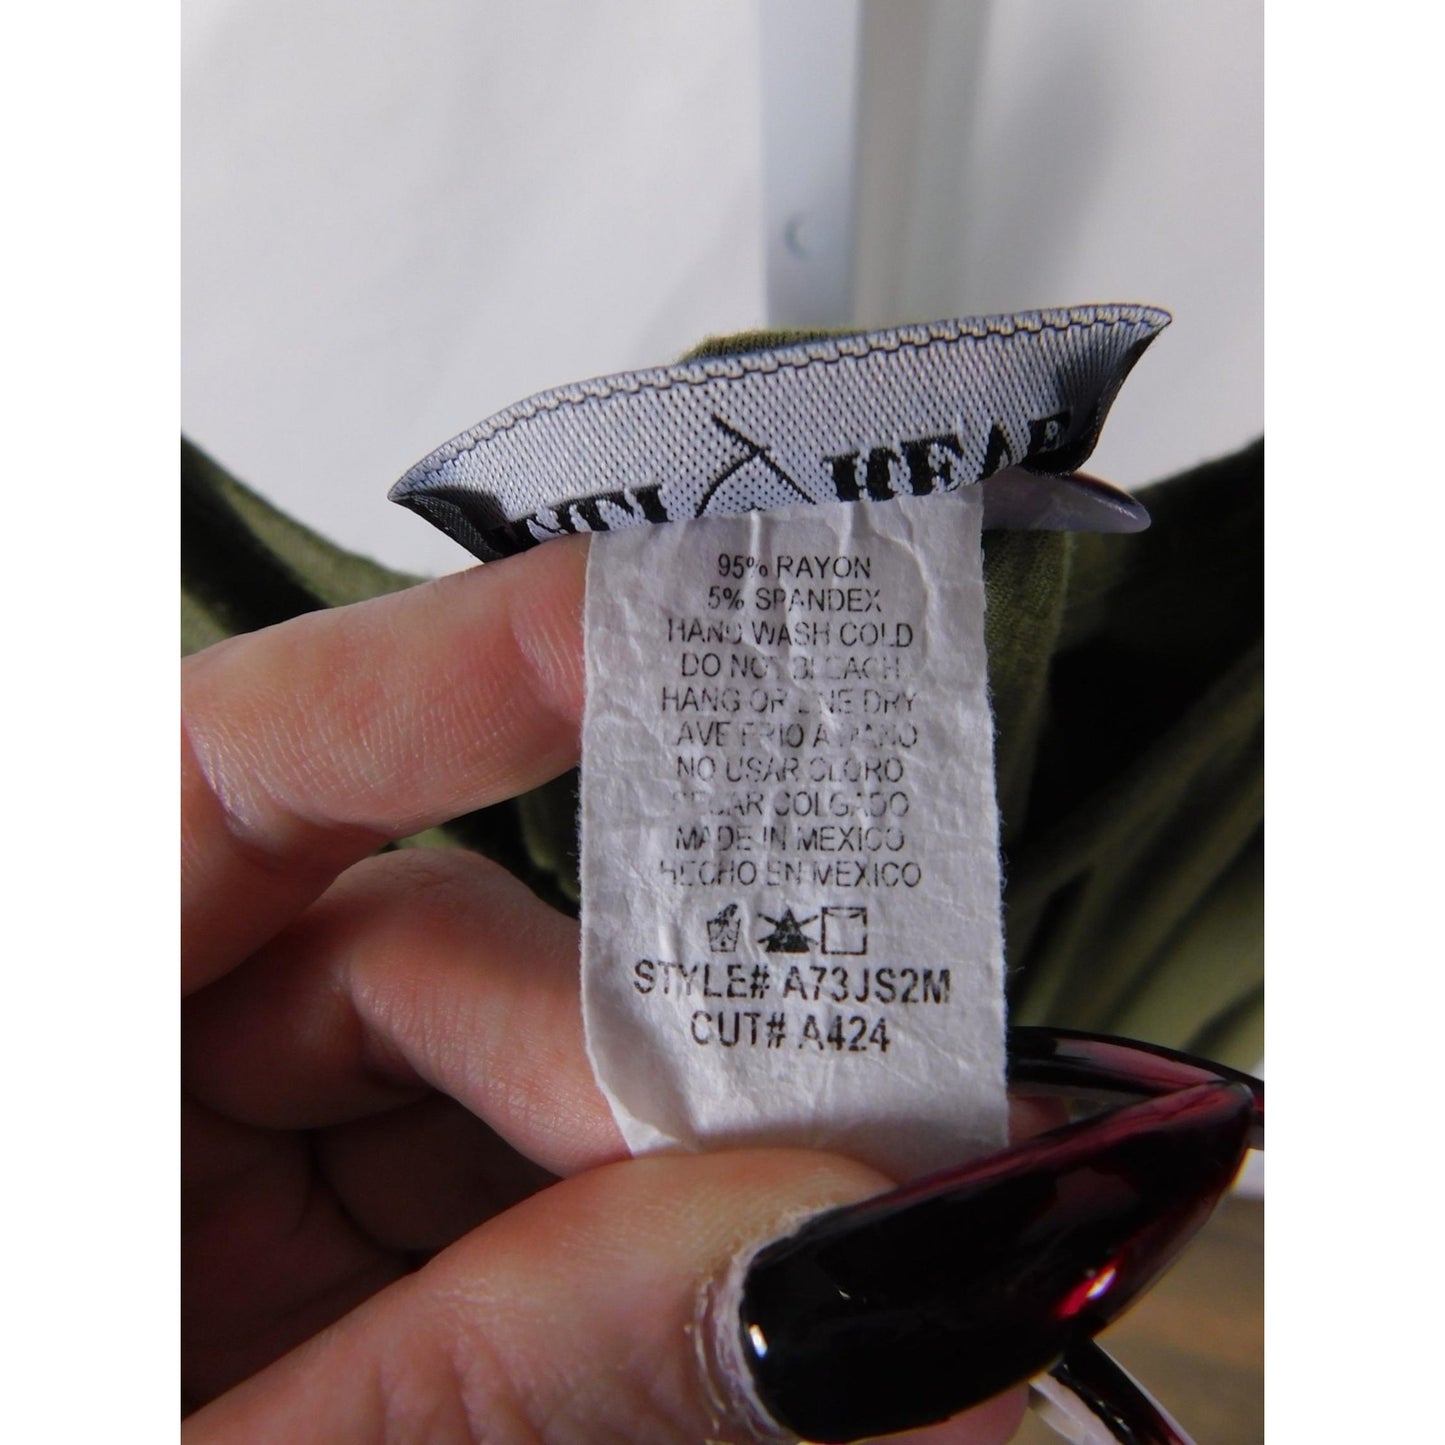 95% RAYON
5% SPANDEX
HAND WASH COLD
DO NOT BLEACH
HANG OR LINE DRY
AVE FRIO A MANO
NO USAR CLORO
SECAR COLGADO
MADE IN MEXICO
HECHO EN MEXICO
STYLE# A73JS2M
CUT# A424